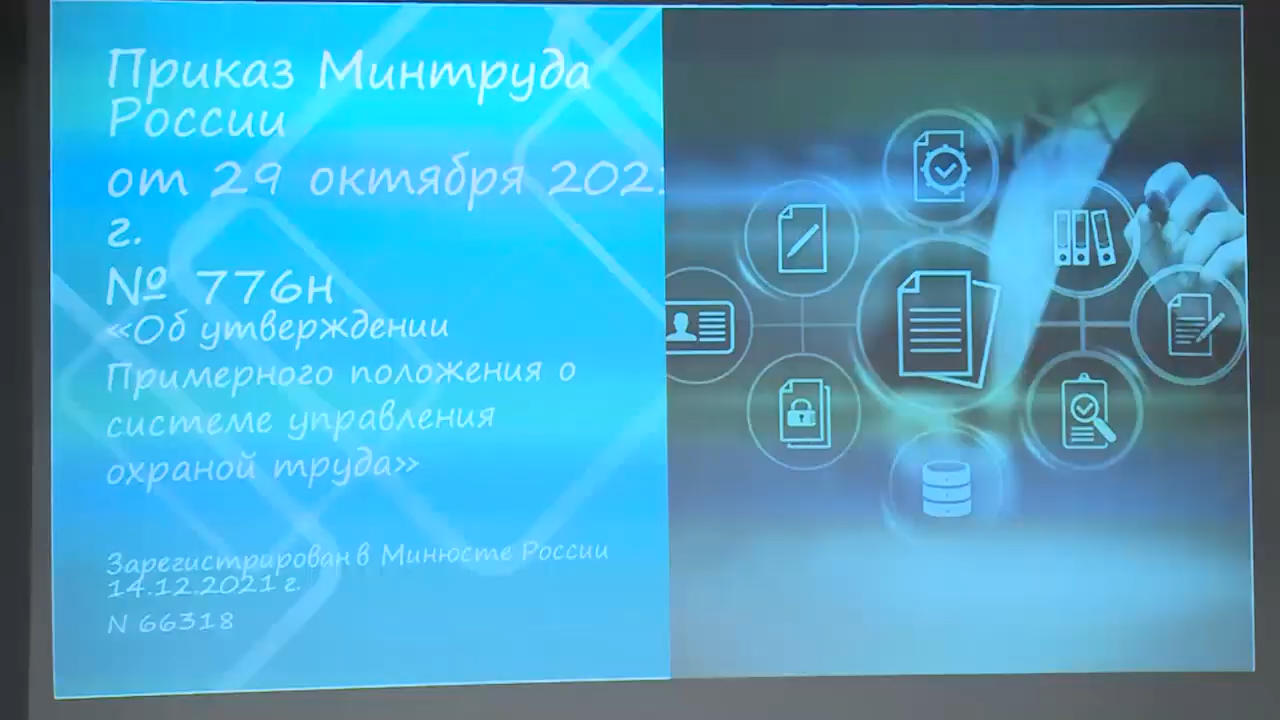 Приказ Минтруда
России
от 29 октября 202
г.
№ 776н
«Об утверждении
Примерного положения о
системе управления
охраной труда»
Зарегистрирован в Минюсте России
14.12.2021 г.
N 66318